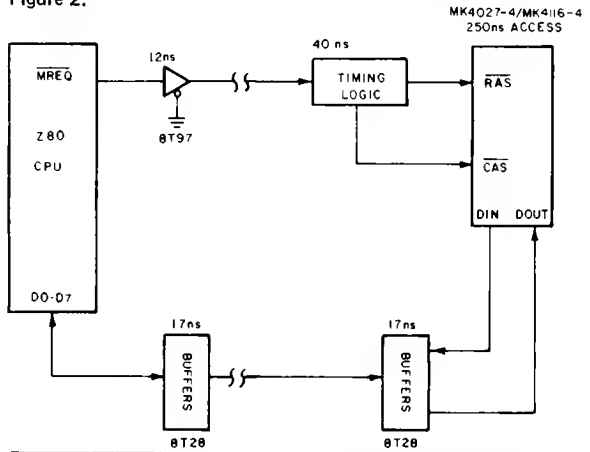 Figure 2.
MK4027-4/MK4116-4
250ns ACCESS
12ns
40 ns
MREQ
TIMING
LOGIC
RAS
Z80
CPU
8T97
CAS
DIN DOUT
D0-D7
17ns
17ns
BUFFERS
BUFFERS
8T28
8T28